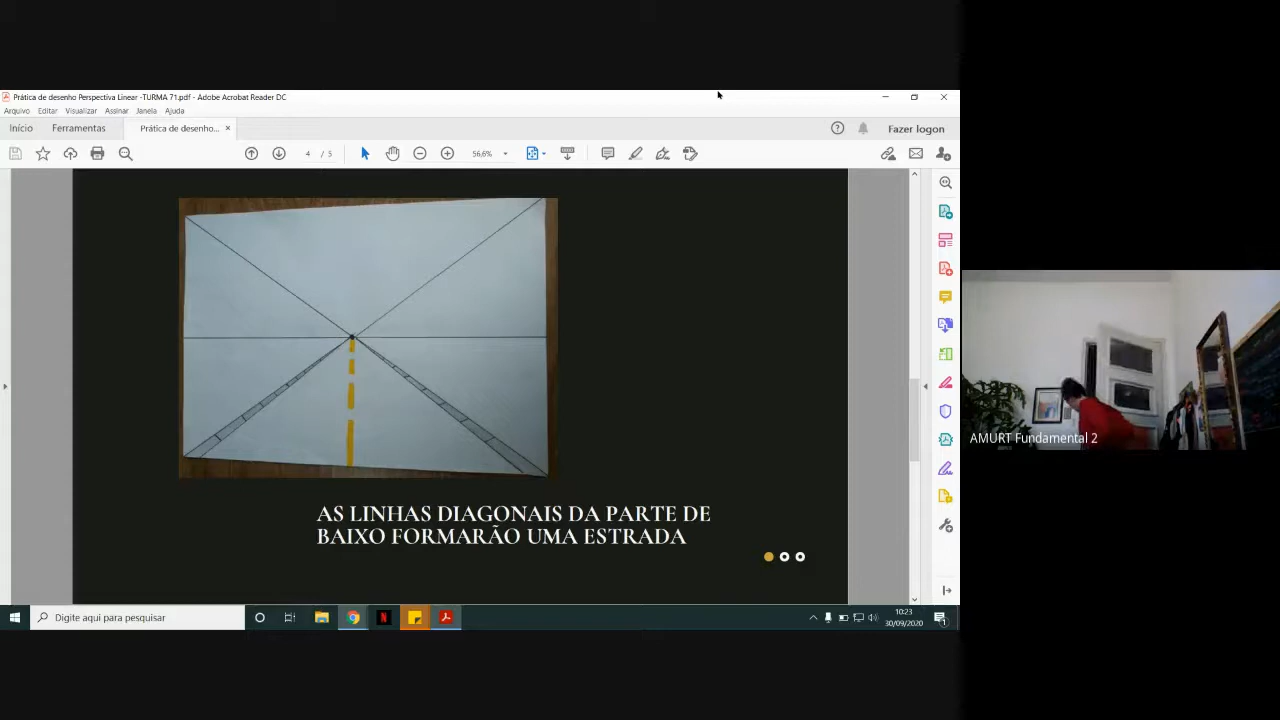 Prática de desenho Perspectiva Linear -TURMA 71.pdf - Adobe Acrobat Reader DC
Arquivo Editar Visualizar Assinar Janela Ajuda
Início Ferramentas Prática de desenho... × Fazer logon
4 / 5 56,6%
AS LINHAS DIAGONAIS DA PARTE DE
BAIXO FORMARÃO UMA ESTRADA
AMURT Fundamental 2
Digite aqui para pesquisar
10:23
30/09/2020